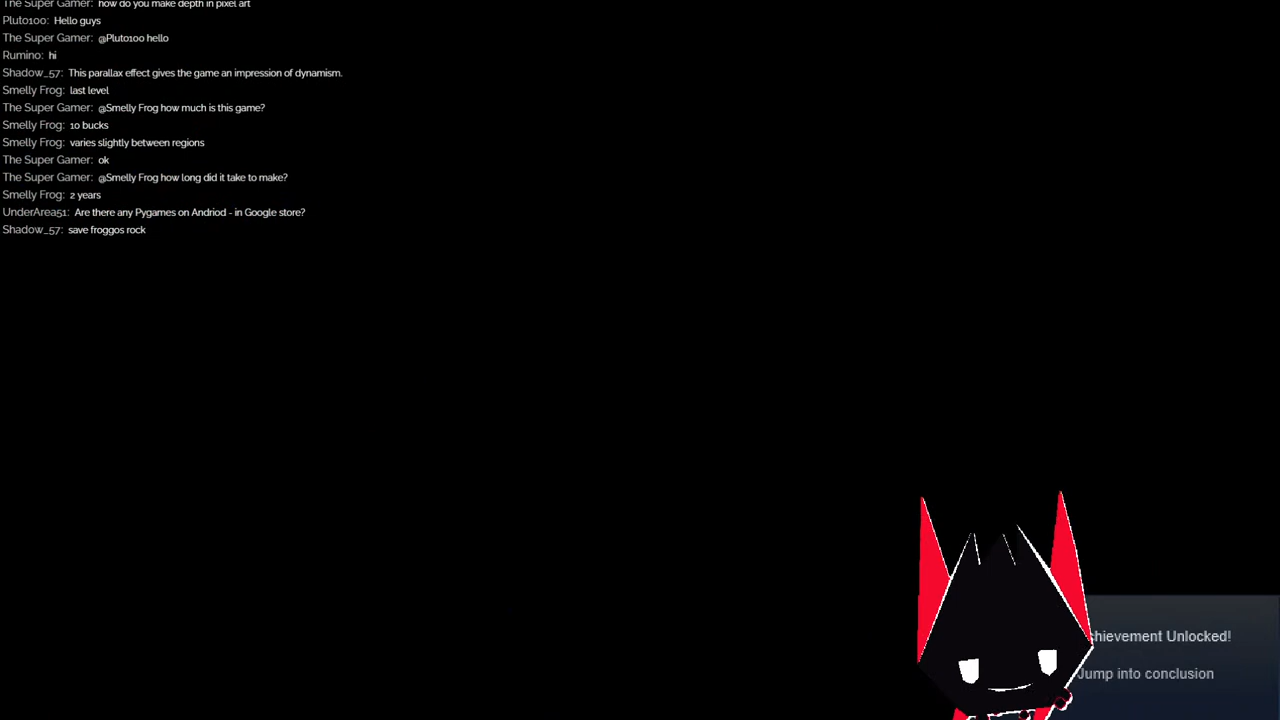 The Super Gamer: how do you make depth in pixel art
Pluto100: Hello guys
The Super Gamer: @Pluto100 hello
Rumino: hi
Shadow_57: This parallax effect gives the game an impression of dynamism.
Smelly Frog: last level
The Super Gamer: @Smelly Frog how much is this game?
Smelly Frog: 10 bucks
Smelly Frog: varies slightly between regions
The Super Gamer: ok
The Super Gamer: @Smelly Frog how long did it take to make?
Smelly Frog: 2 years
UnderArea51: Are there any Pygames on Andriod - in Google store?
Shadow_57: save froggos rock
chievement Unlocked!
Jump into conclusion